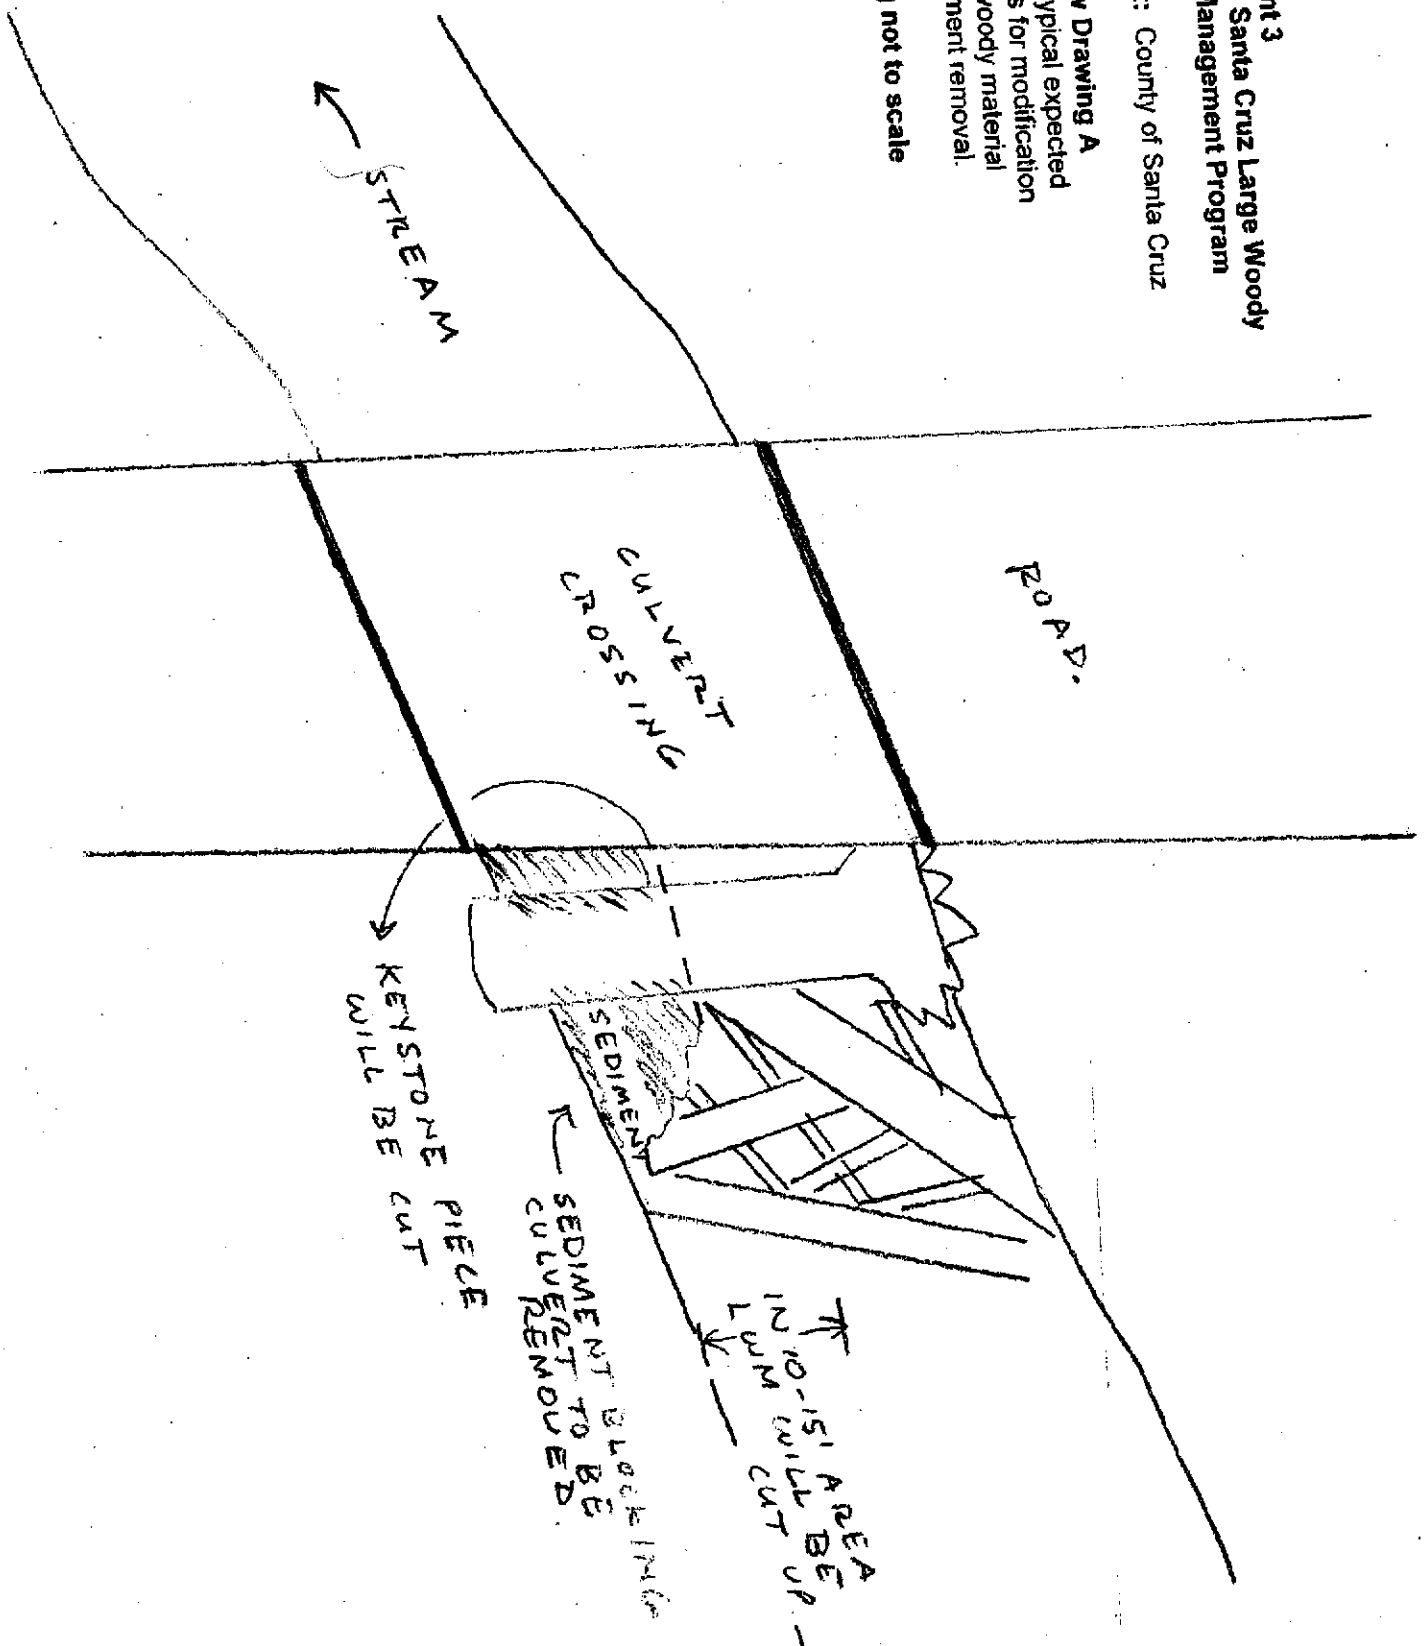 nt 3
Santa Cruz Large Woody
Management Program
: County of Santa Cruz
w Drawing A
ypical expected
s for modification
woody material
ment removal.
not to scale
STREAM
ROAD.
CULVERT
CROSSING
SEDIMENT
KEYSTONE PIECE
WILL BE CUT
SEDIMENT BLOCKING
CULVERT TO BE
REMOVED.
IN 10-15' AREA
LWM WILL BE
CUT UP.